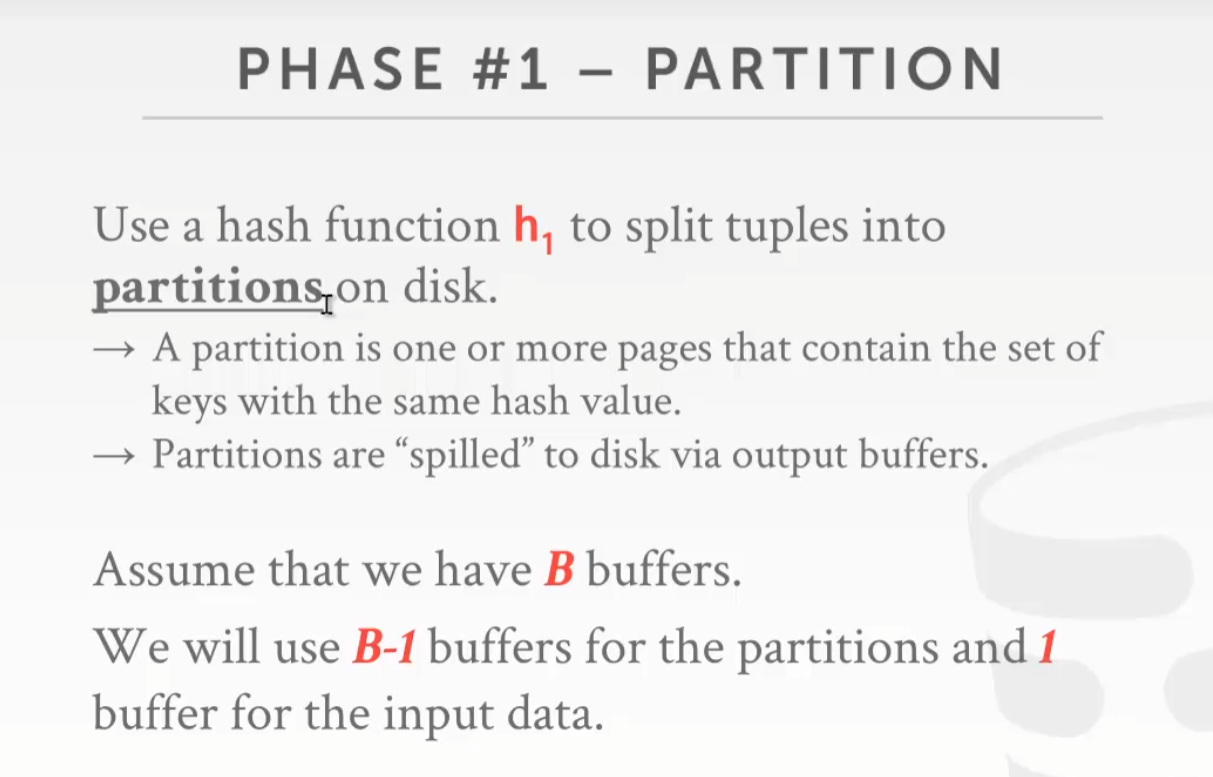 PHASE #1 – PARTITION
Use a hash function h₁ to split tuples into
partitions on disk.
→ A partition is one or more pages that contain the set of
keys with the same hash value.
→ Partitions are “spilled” to disk via output buffers.
Assume that we have B buffers.
We will use B-1 buffers for the partitions and 1
buffer for the input data.